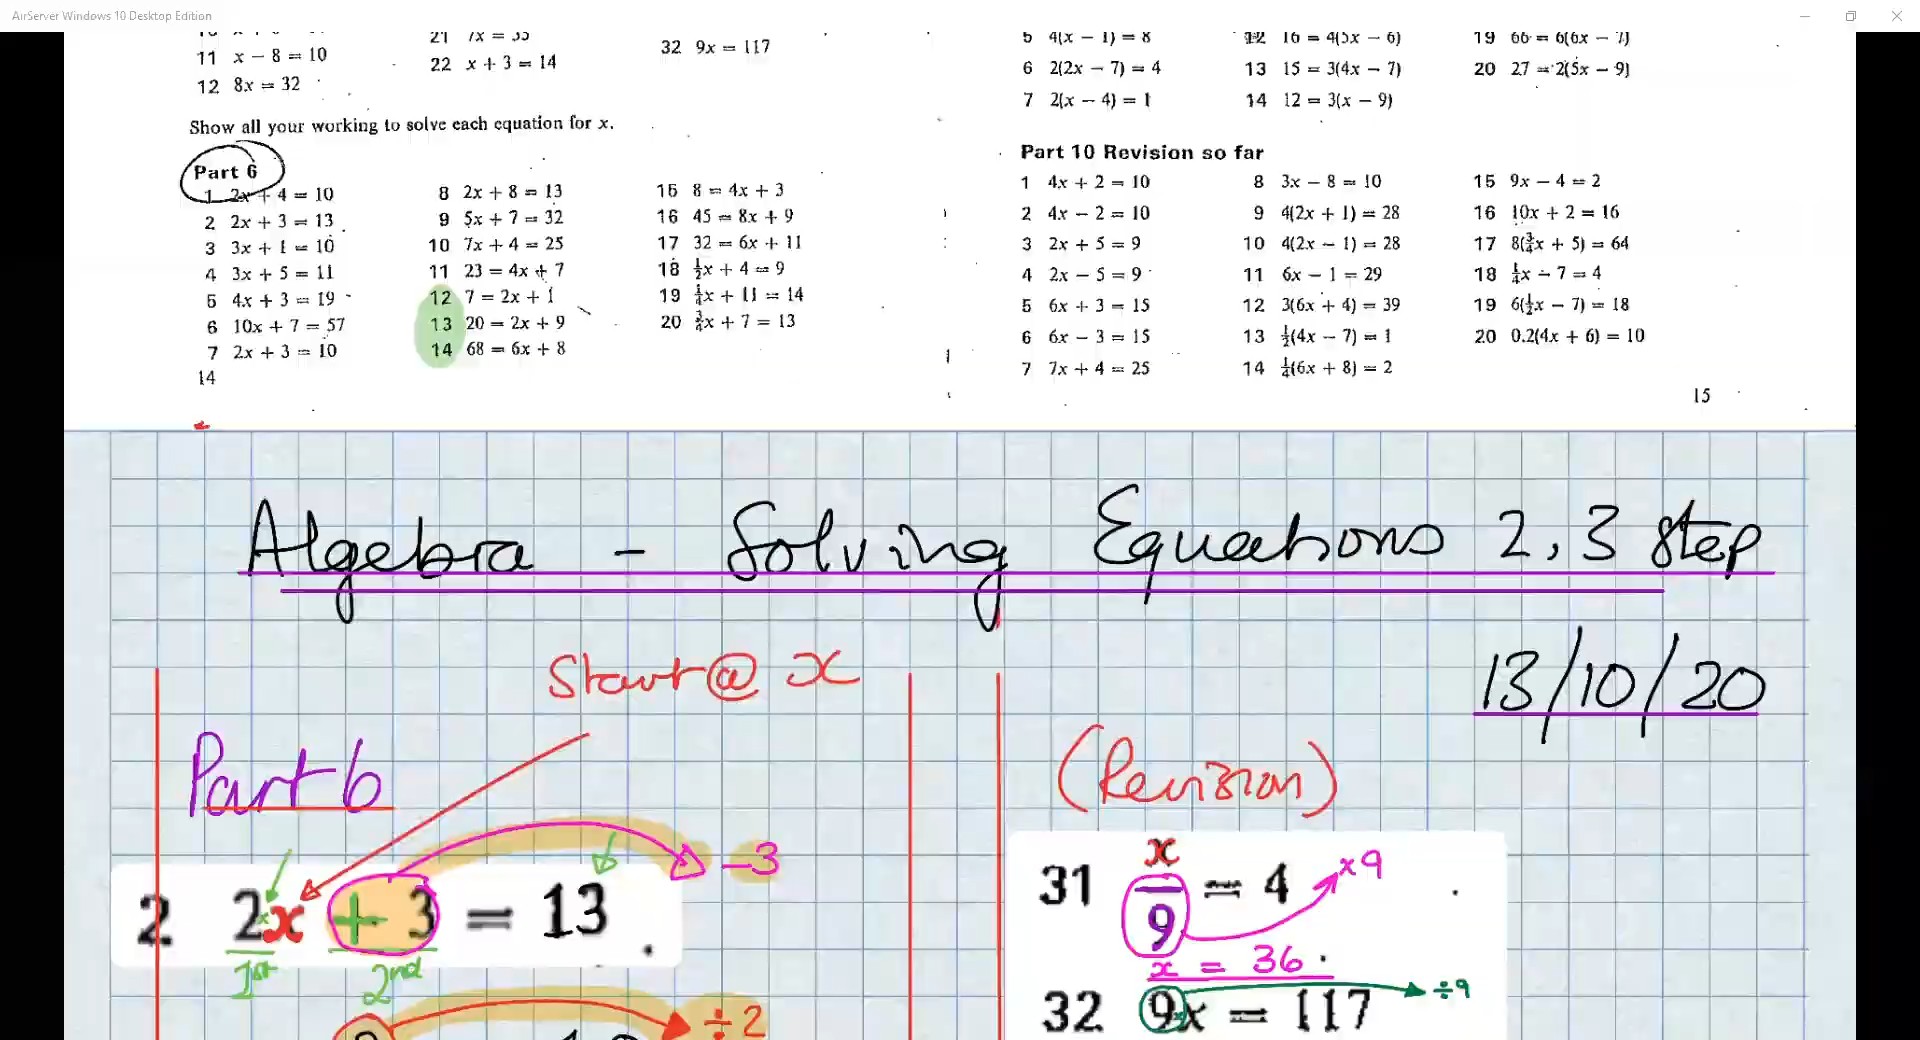 AirServer Windows 10 Desktop Edition
11 x − 8 = 10
12 8x = 32
21 7x = 35
22 x + 3 = 14
32 9x = 117
Show all your working to solve each equation for x.
Part 6
1 2x + 4 = 10
2 2x + 3 = 13
3 3x + 1 = 10
4 3x + 5 = 11
5 4x + 3 = 19
6 10x + 7 = 57
7 2x + 3 = 10
8 2x + 8 = 13
9 5x + 7 = 32
10 7x + 4 = 25
11 23 = 4x + 7
12 7 = 2x + 1
13 20 = 2x + 9
14 68 = 6x + 8
15 8 = 4x + 3
16 45 = 8x + 9
17 32 = 6x + 11
18 ½x + 4 = 9
19 ¼x + 11 = 14
20 ¾x + 7 = 13
14
5 4(x − 1) = 8
6 2(2x − 7) = 4
7 2(x − 4) = 1
12 16 = 4(5x − 6)
13 15 = 3(4x − 7)
14 12 = 3(x − 9)
19 66 = 6(6x − 7)
20 27 = 2(5x − 9)
Part 10 Revision so far
1 4x + 2 = 10
2 4x − 2 = 10
3 2x + 5 = 9
4 2x − 5 = 9
5 6x + 3 = 15
6 6x − 3 = 15
7 7x + 4 = 25
8 3x − 8 = 10
9 4(2x + 1) = 28
10 4(2x − 1) = 28
11 6x − 1 = 29
12 3(6x + 4) = 39
13 ½(4x − 7) = 1
14 ¼(6x + 8) = 2
15 9x − 4 = 2
16 10x + 2 = 16
17 8(¾x + 5) = 64
18 ¼x − 7 = 4
19 6(½x − 7) = 18
20 0.2(4x + 6) = 10
15
Algebra - Solving Equations 2,3 step
13/10/20
Start @ x
Part 6
2 2x + 3 = 13
−3
1st 2nd
÷2
(Revision)
31 x/9 = 4
×9
x = 36
32 9x = 117
÷9